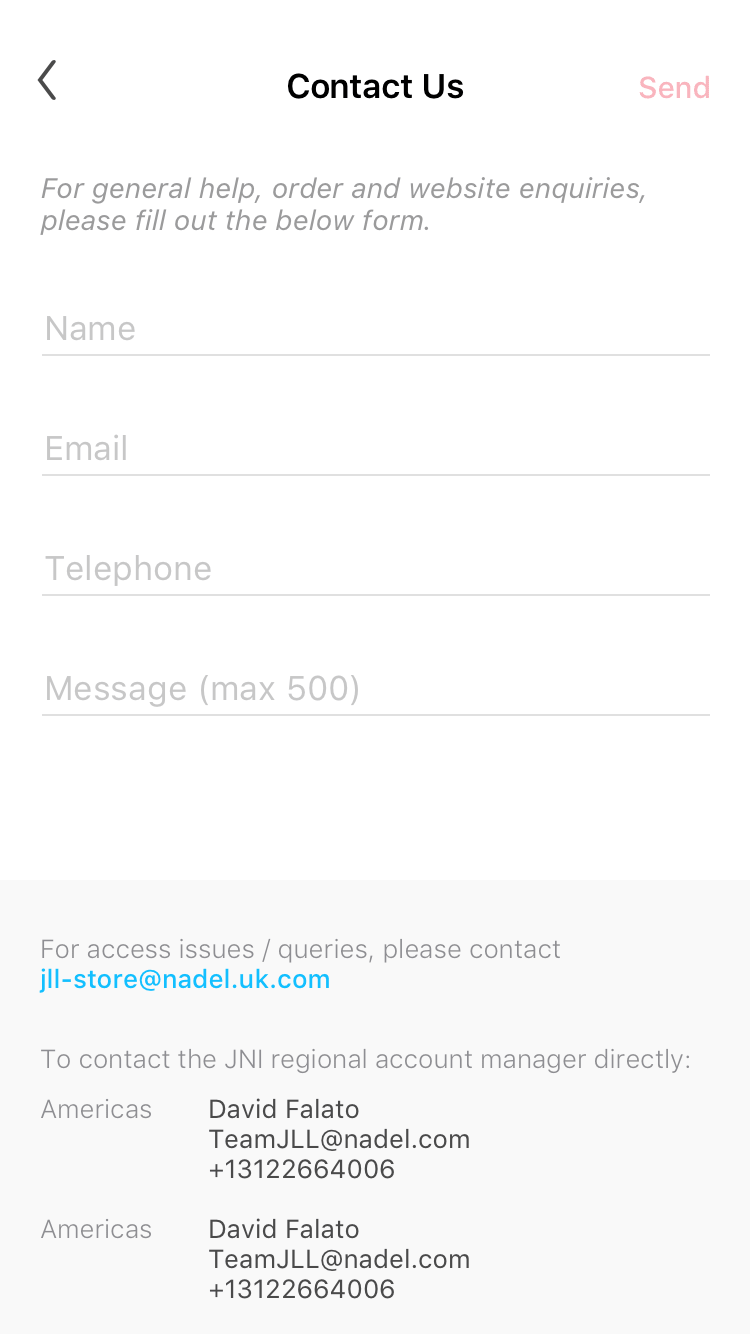 Contact Us
Send
For general help, order and website enquiries,
please fill out the below form.
Name
Email
Telephone
Message (max 500)
For access issues / queries, please contact
jll-store@nadel.uk.com
To contact the JNI regional account manager directly:
Americas David Falato
TeamJLL@nadel.com
+13122664006
Americas David Falato
TeamJLL@nadel.com
+13122664006